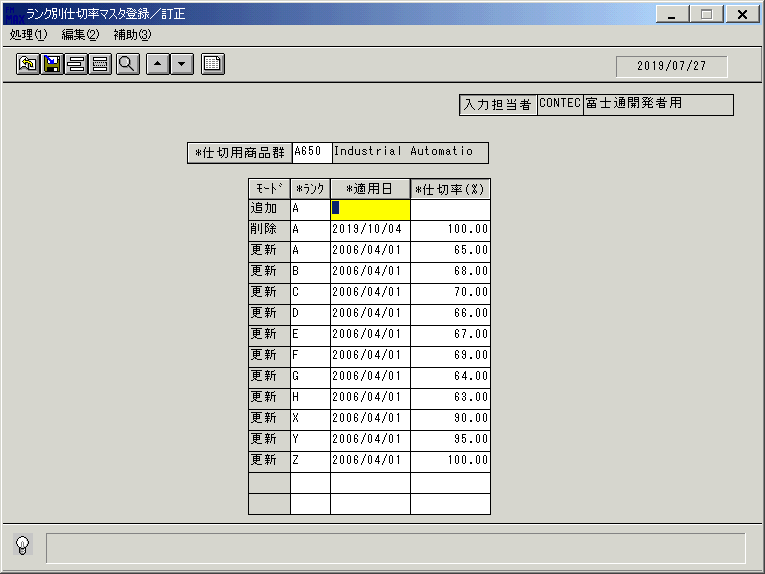 ランク別仕切率マスタ登録／訂正
処理(1) 編集(2) 補助(3)
2019/07/27
入力担当者 CONTEC 富士通開発者用
*仕切用商品群 A650 Industrial Automatio
モード *ランク *適用日 *仕切率(%)
追加 A
削除 A 2019/10/04 100.00
更新 A 2006/04/01 65.00
更新 B 2006/04/01 68.00
更新 C 2006/04/01 70.00
更新 D 2006/04/01 66.00
更新 E 2006/04/01 67.00
更新 F 2006/04/01 69.00
更新 G 2006/04/01 64.00
更新 H 2006/04/01 63.00
更新 X 2006/04/01 90.00
更新 Y 2006/04/01 95.00
更新 Z 2006/04/01 100.00